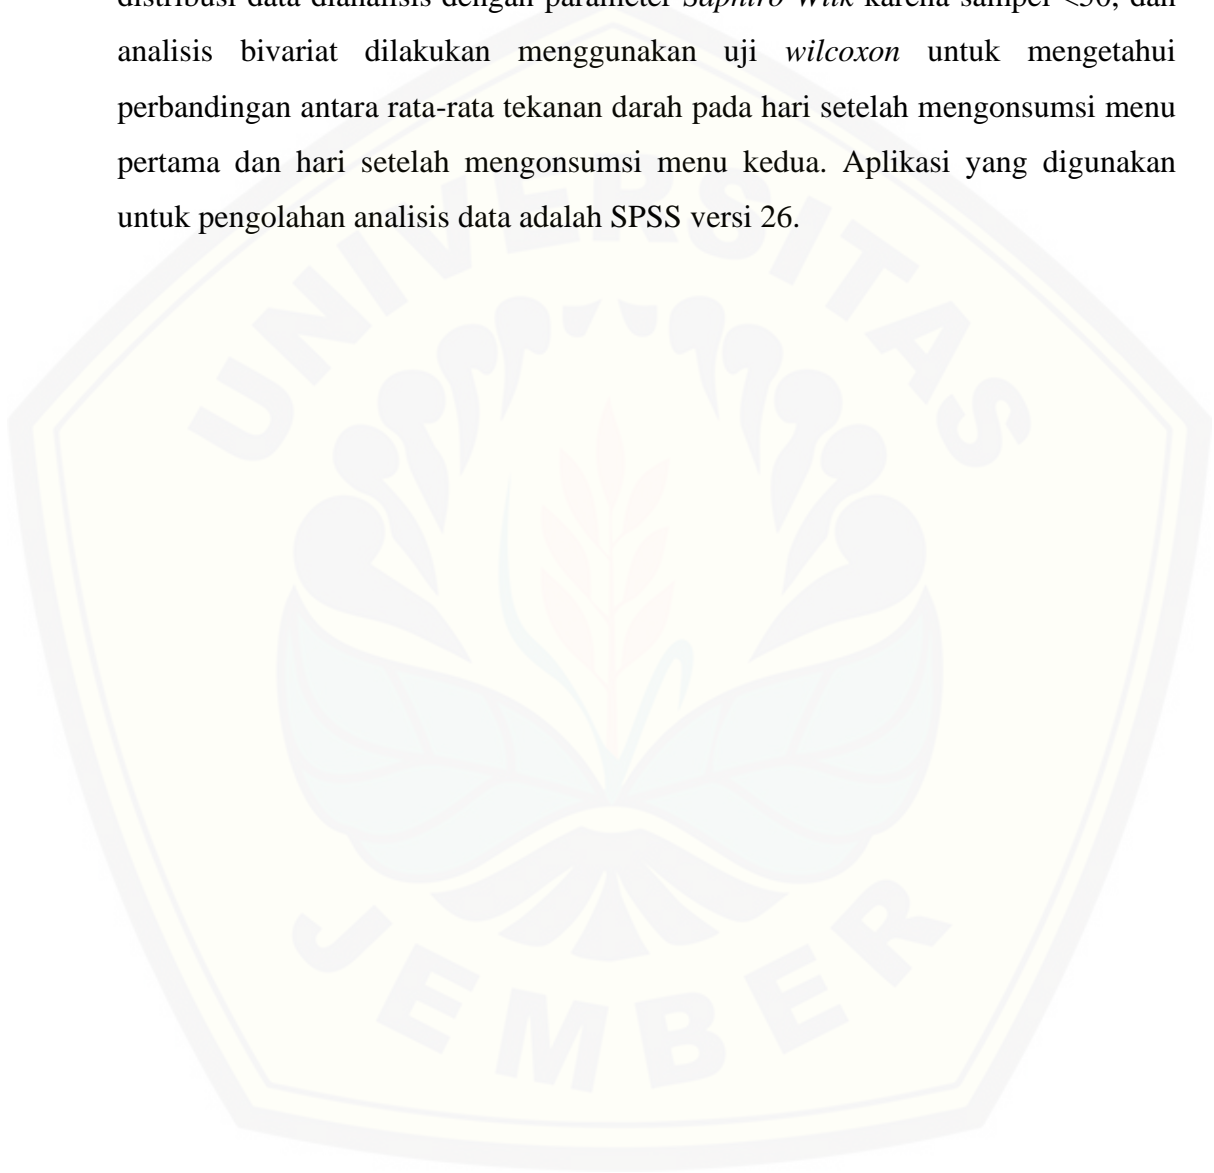 distribusi data dianalisis dengan parameter Saphiro Wilk karena sampel <50, dan
analisis bivariat dilakukan menggunakan uji wilcoxon untuk mengetahui
perbandingan antara rata-rata tekanan darah pada hari setelah mengonsumsi menu
pertama dan hari setelah mengonsumsi menu kedua. Aplikasi yang digunakan
untuk pengolahan analisis data adalah SPSS versi 26.
UNIVERSITAS
JEMBER